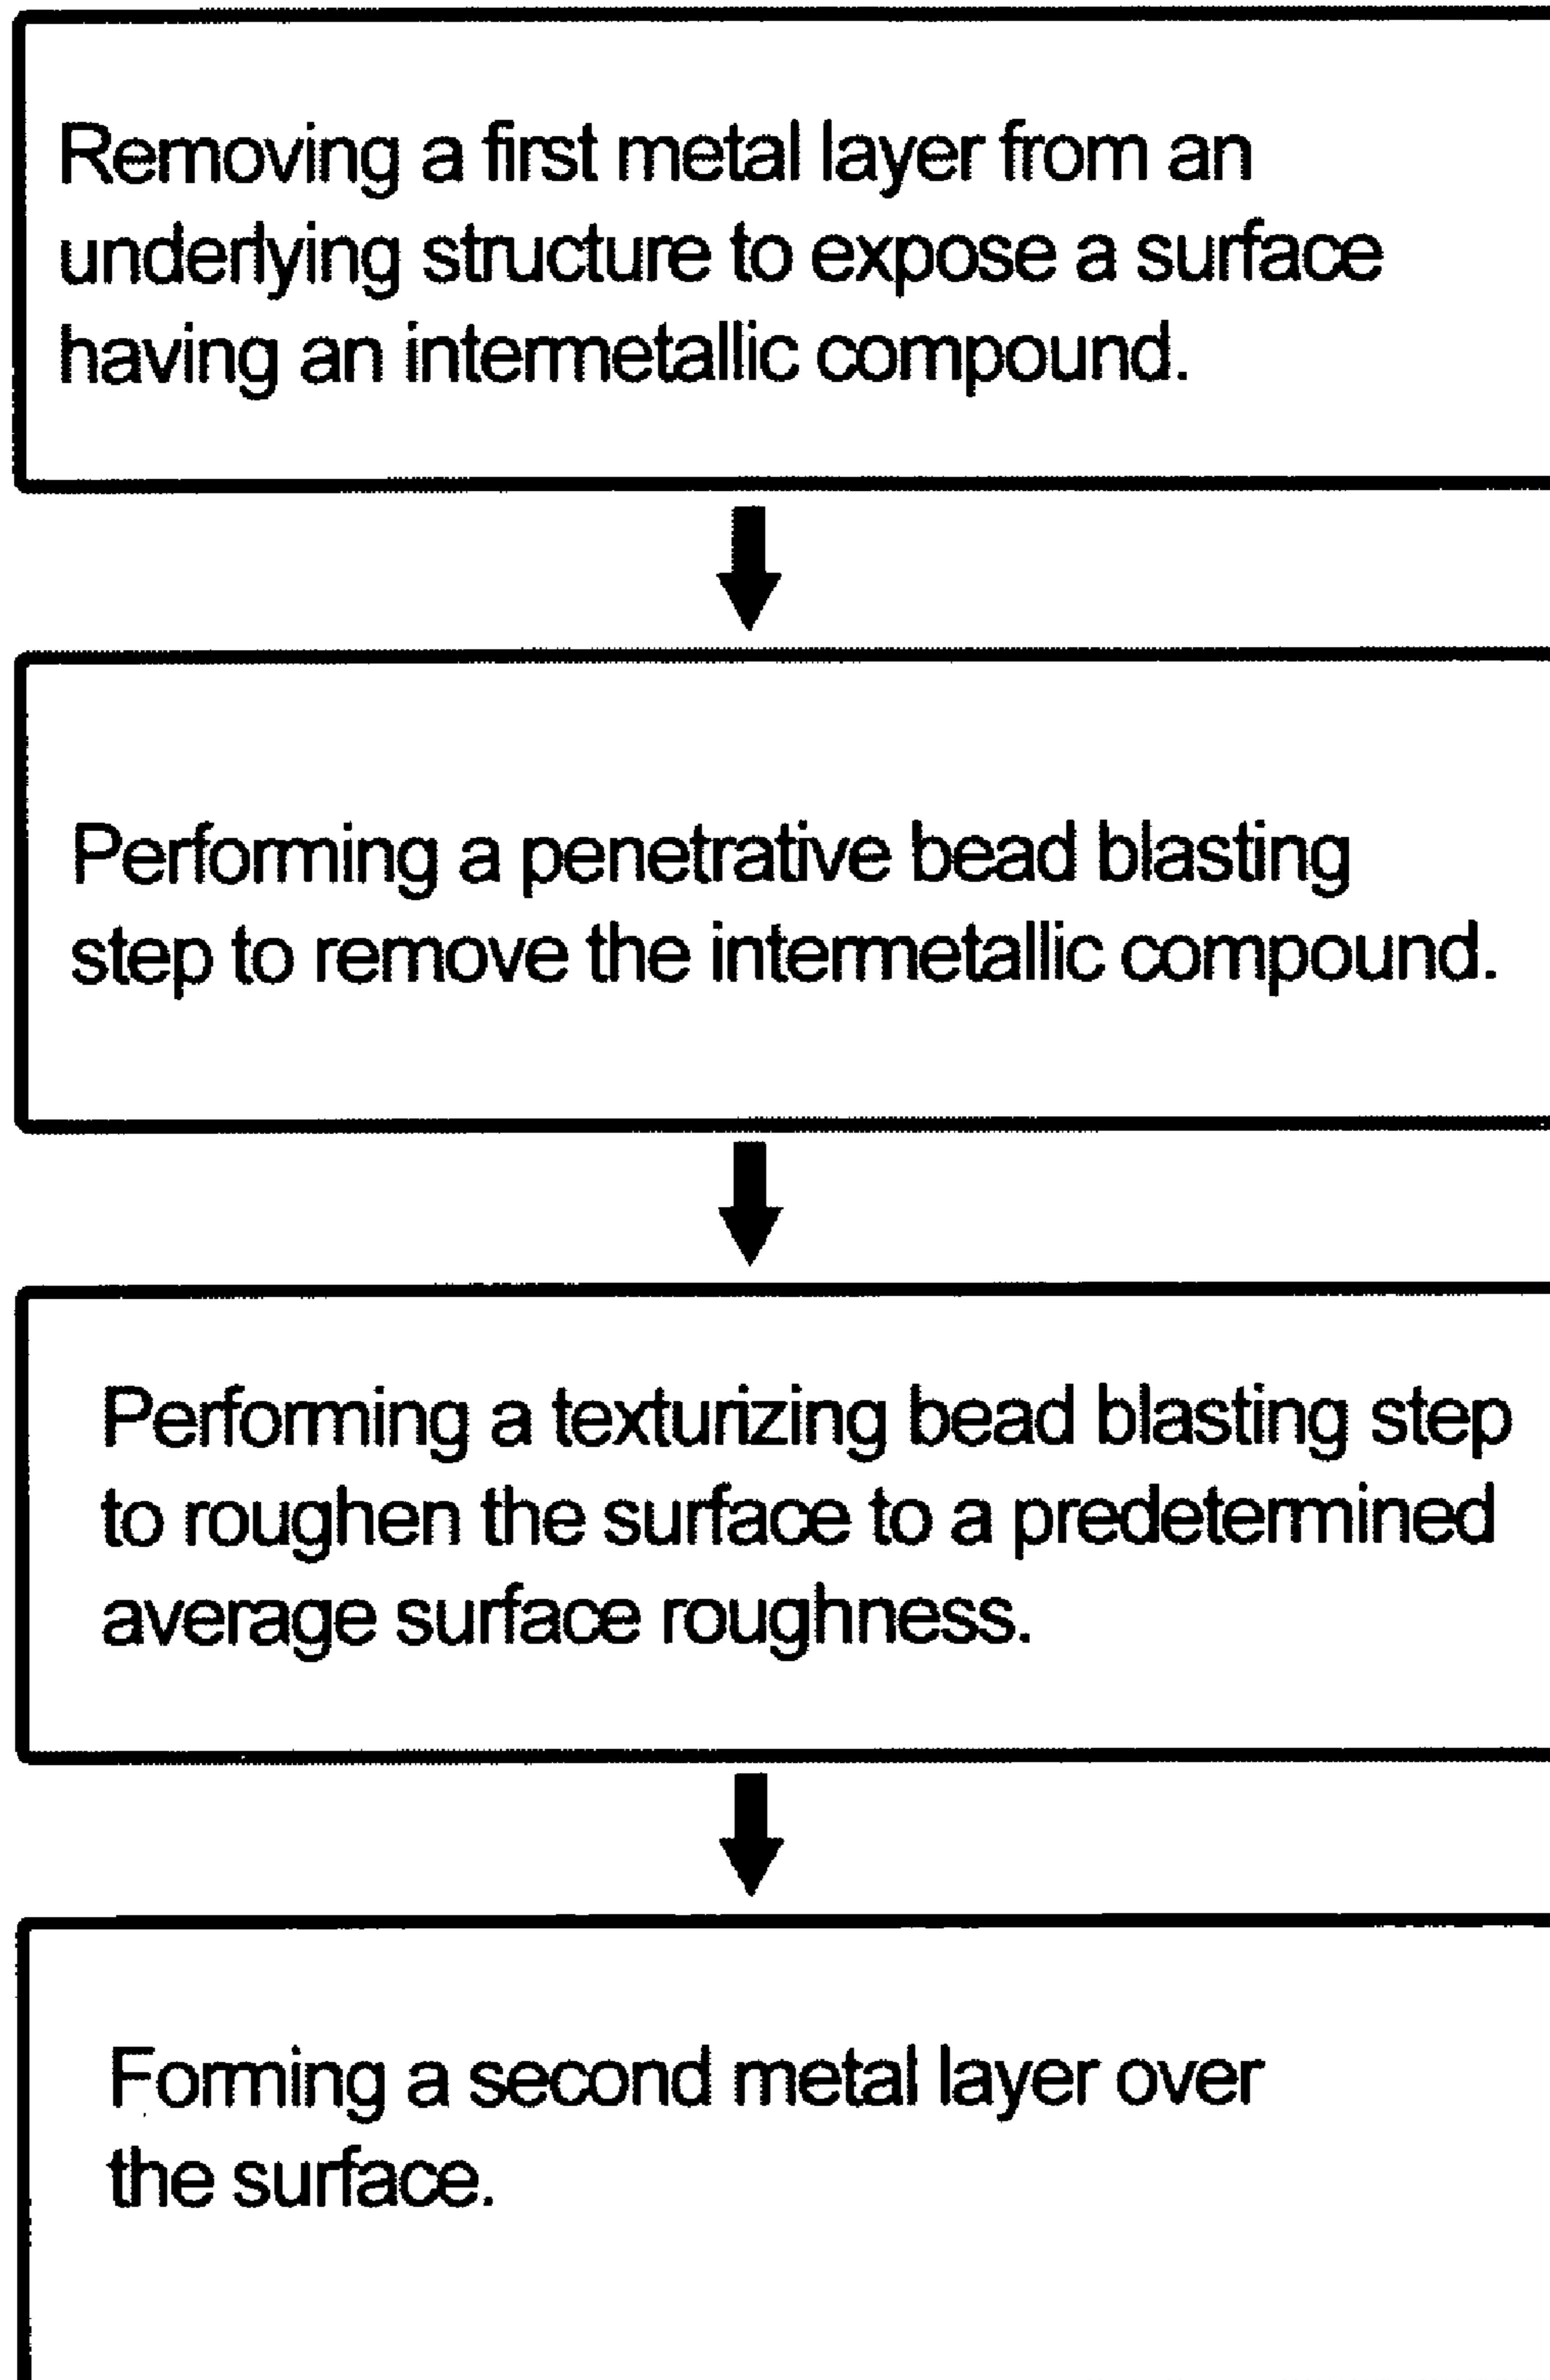 Removing a first metal layer from an
underlying structure to expose a surface
having an intermetallic compound.
Performing a penetrative bead blasting
step to remove the intermetallic compound.
Performing a texturizing bead blasting step
to roughen the surface to a predetermined
average surface roughness.
Forming a second metal layer over
the surface.